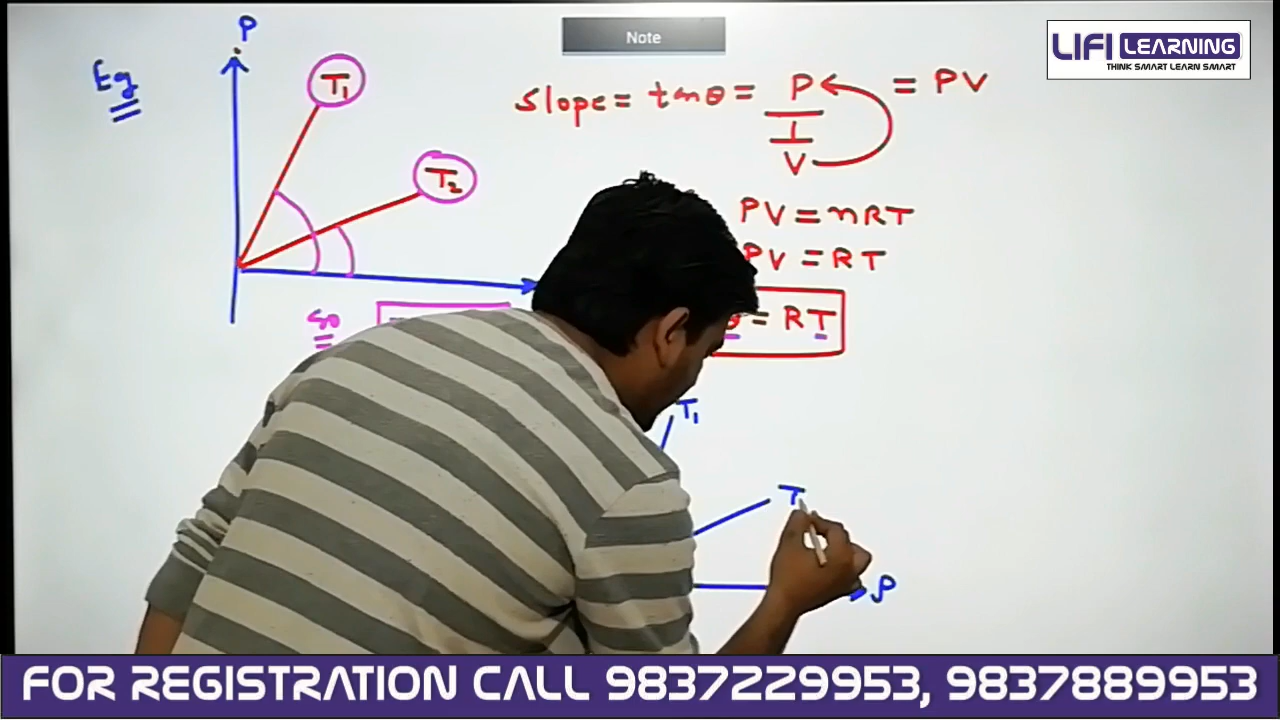 Note
LIFI LEARNING
THINK SMART LEARN SMART
P
Eg
T1
T2
Slope = tanθ = P / 1/V = PV
PV = nRT
PV = RT
= RT
so
T1
T
P
FOR REGISTRATION CALL 9837229953, 9837889953